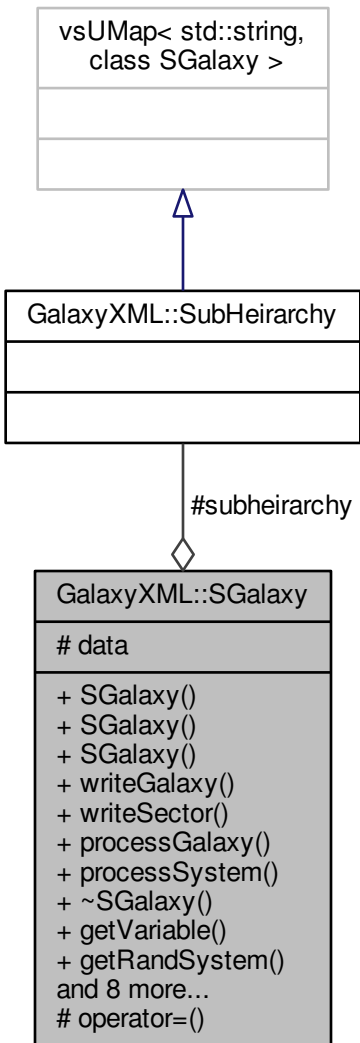 vsUMap< std::string,
class SGalaxy >
GalaxyXML::SubHeirarchy
#subheirarchy
GalaxyXML::SGalaxy
# data
+ SGalaxy()
+ SGalaxy()
+ SGalaxy()
+ writeGalaxy()
+ writeSector()
+ processGalaxy()
+ processSystem()
+ ~SGalaxy()
+ getVariable()
+ getRandSystem()
and 8 more...
# operator=()